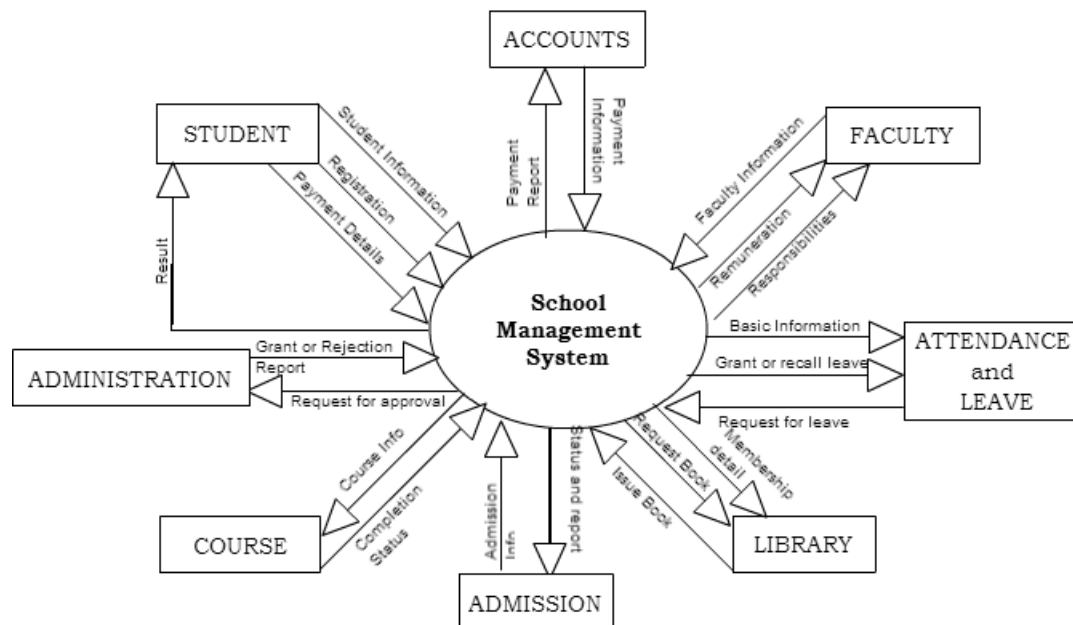 ACCOUNTS
STUDENT
FACULTY
Student Information
Registration
Payment Details
Payment
Report
Payment
Information
Faculty Information
Remuneration
Responsibilities
Result
School
Management
System
Basic Information
Grant or recall leave
Request for leave
ATTENDANCE
and
LEAVE
Grant or Rejection
Report
Request for approval
ADMINISTRATION
Course Info
Completion
Status
COURSE
Admission
Info
Status and report
ADMISSION
Membership
detail
Request Book
Issue Book
LIBRARY